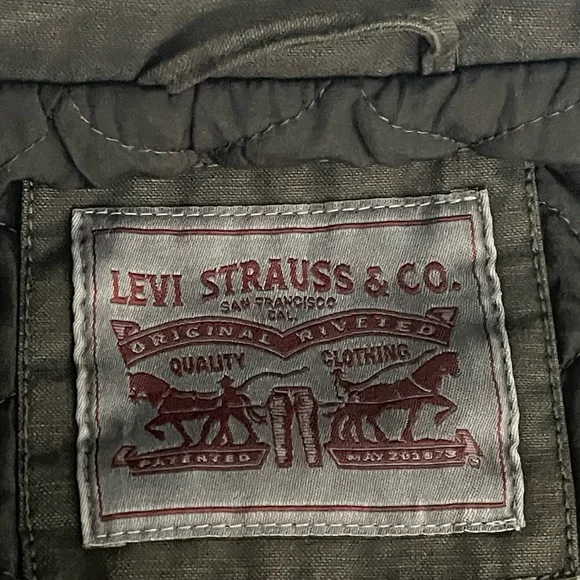 LEVI STRAUSS & CO.
SAN FRANCISCO
CAL.
ORIGINAL RIVETED
QUALITY CLOTHING
PATENTED MAY 20 1873
®